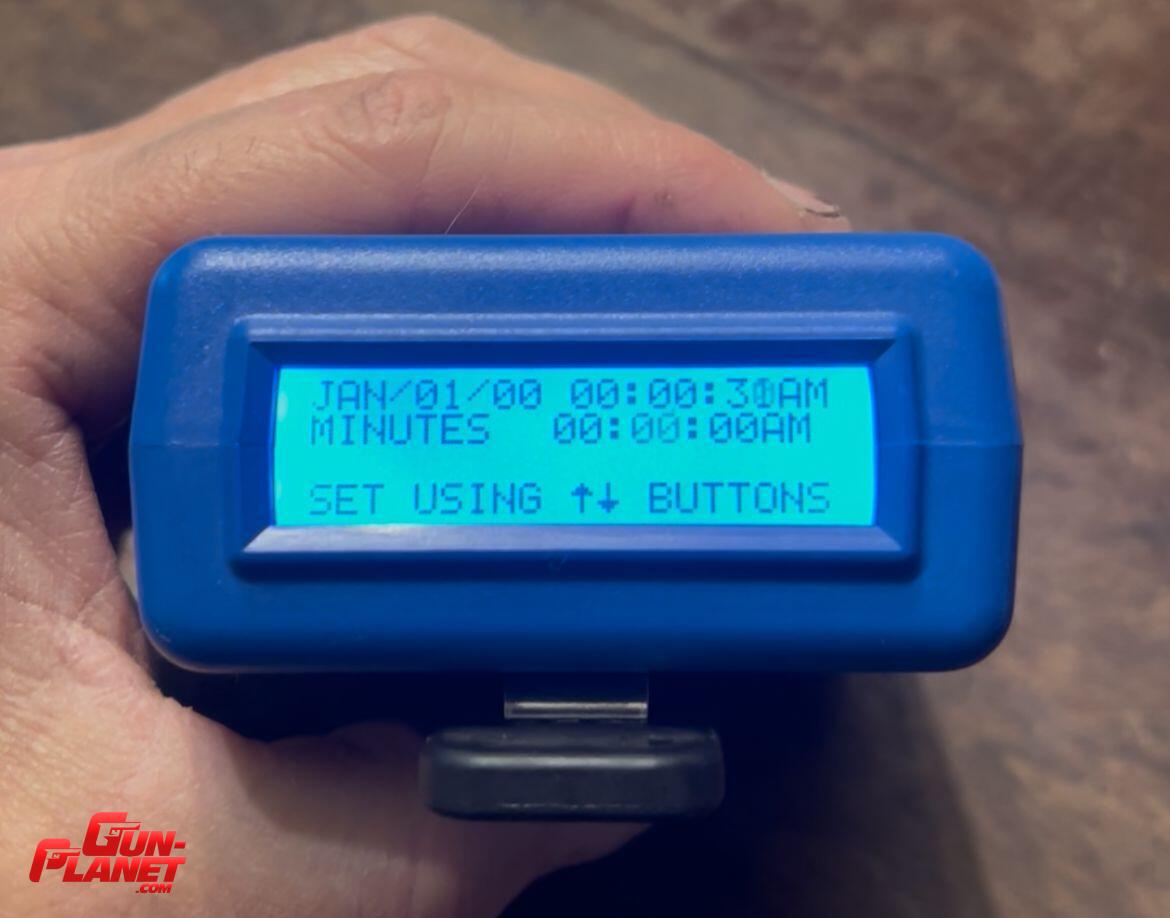 JAN/01/00 00:00:30AM
MINUTES 00:00:00AM
SET USING ↑↓ BUTTONS
GUN-
PLANET
.COM